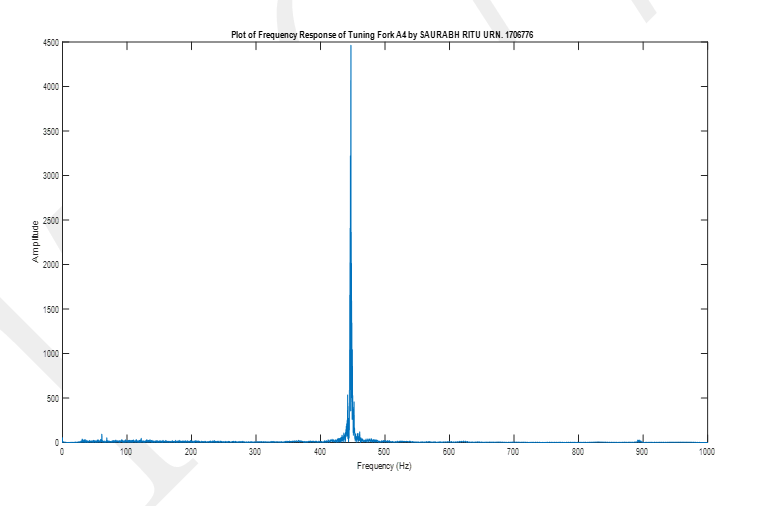 Plot of Frequency Response of Tuning Fork A4 by SAURABH RITU URN. 1706776
4500
4000
3500
3000
2500
2000
1500
1000
500
0
Amplitude
0 100 200 300 400 500 600 700 800 900 1000
Frequency (Hz)